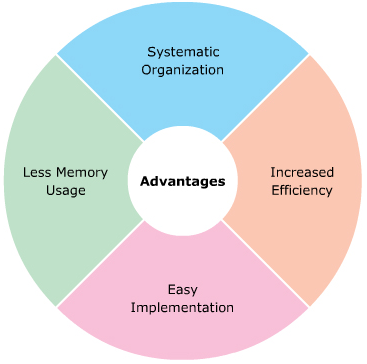 Systematic
Organization
Less Memory
Usage
Advantages
Increased
Efficiency
Easy
Implementation